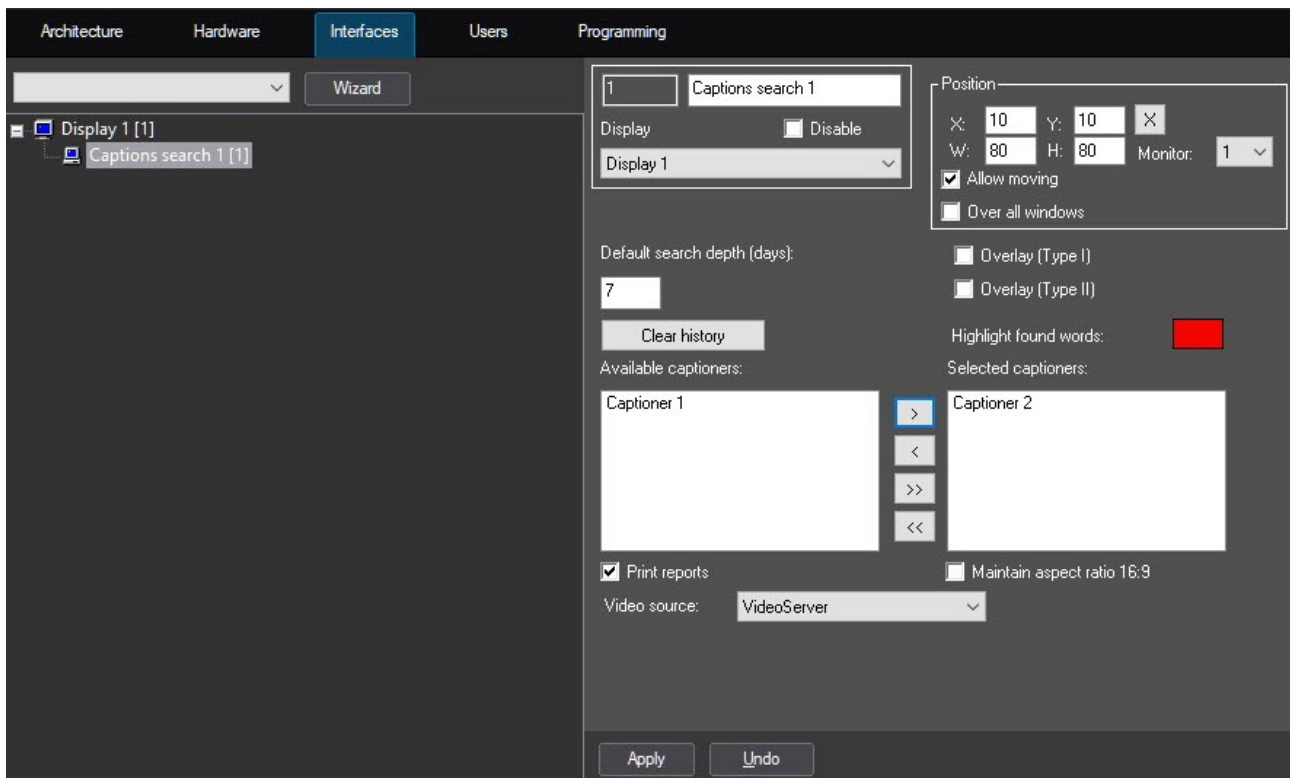 Architecture Hardware Interfaces Users Programming
Wizard
Display 1 [1]
Captions search 1 [1]
1 Captions search 1
Display Disable
Display 1
Position
X: 10 Y: 10 X
W: 80 H: 80 Monitor: 1
Allow moving
Over all windows
Default search depth (days):
7
Overlay (Type I)
Overlay (Type II)
Clear history
Highlight found words:
Available captioners:
Selected captioners:
Captioner 1
Captioner 2
>
<
>>
<<
Print reports
Maintain aspect ratio 16:9
Video source: VideoServer
Apply Undo